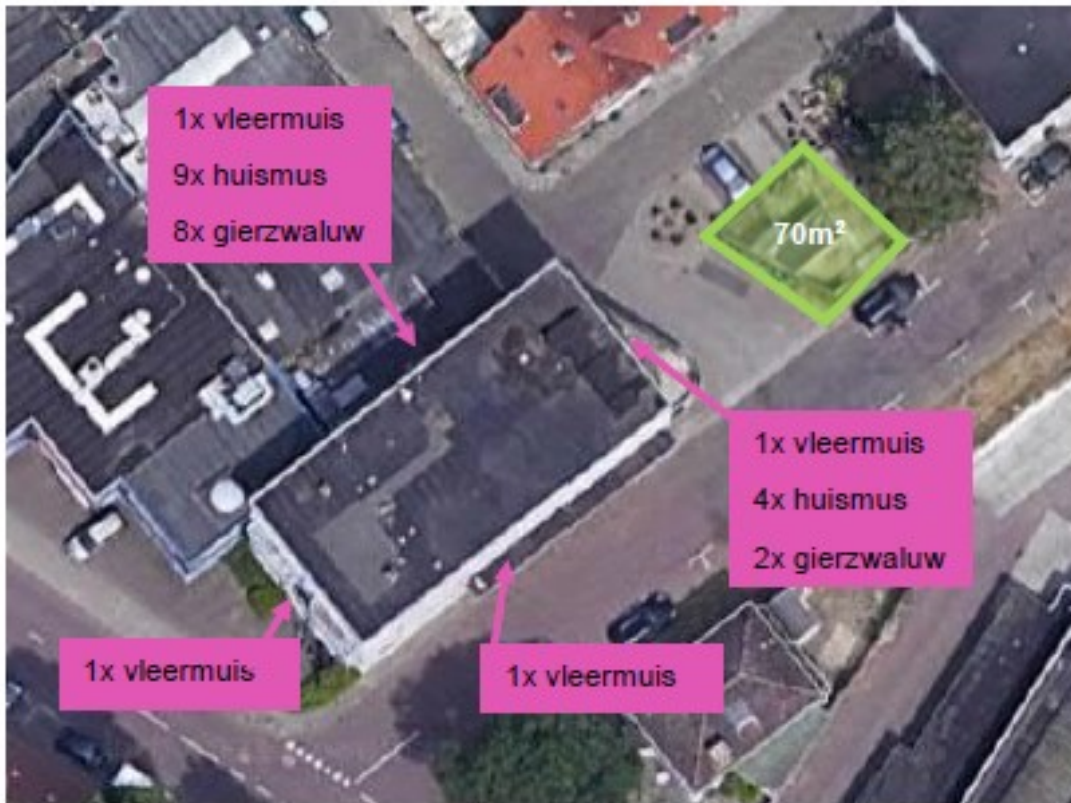 1x vleermuis
9x huismus
8x gierzwaluw
70m²
1x vleermuis
4x huismus
2x gierzwaluw
1x vleermuis
1x vleermuis